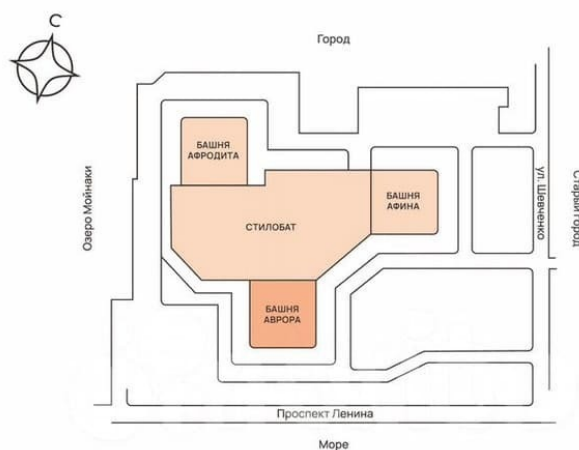 С
Город
БАШНЯ
АФРОДИТА
БАШНЯ
АФИНА
СТИЛОБАТ
БАШНЯ
АВРОРА
Озеро Мойнаки
ул. Шевченко
Старый город
Проспект Ленина
Море